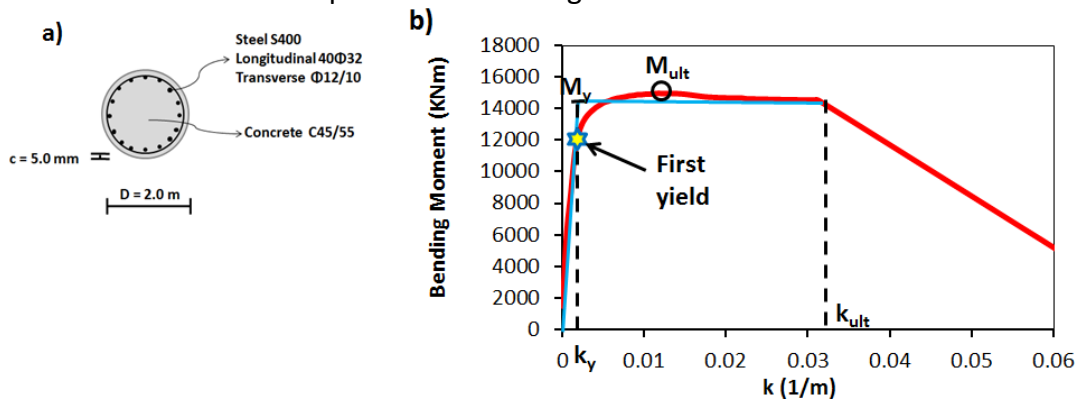 a)
Steel S400
Longitudinal 40Φ32
Transverse Φ12/10
Concrete C45/55
c = 5.0 mm
D = 2.0 m
b)
18000
16000
14000
12000
10000
8000
6000
4000
2000
0
Bending Moment (KNm)
My
Mult
First
yield
kult
0 0.01 0.02 0.03 0.04 0.05 0.06
ky
k (1/m)